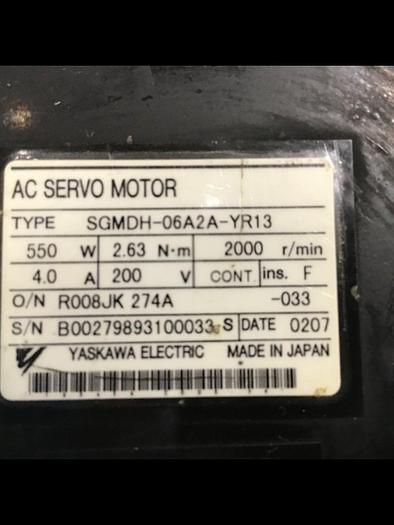 AC SERVO MOTOR
TYPE SGMDH-06A2A-YR13
550 W 2.63 N·m 2000 r/min
4.0 A 200 V CONT. ins. F
O/N R008JK 274A -033
S/N B00279893100033 S DATE 0207
YASKAWA ELECTRIC MADE IN JAPAN